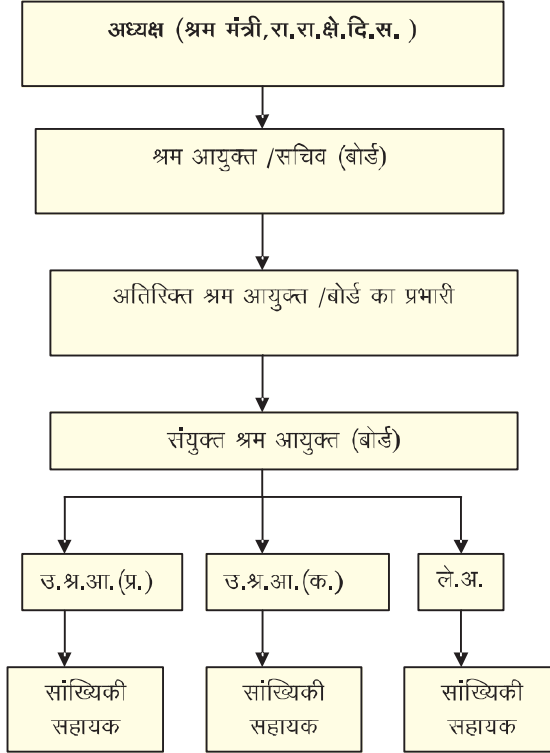 अध्यक्ष (श्रम मंत्री,रा.रा.क्षे.दि.स. )
श्रम आयुक्त /सचिव (बोर्ड)
अतिरिक्त श्रम आयुक्त /बोर्ड का प्रभारी
संयुक्त श्रम आयुक्त (बोर्ड)
उ.श्र.आ.(प्र.)
उ.श्र.आ.(क.)
ले.अ.
सांख्यिकी
सहायक
सांख्यिकी
सहायक
सांख्यिकी
सहायक